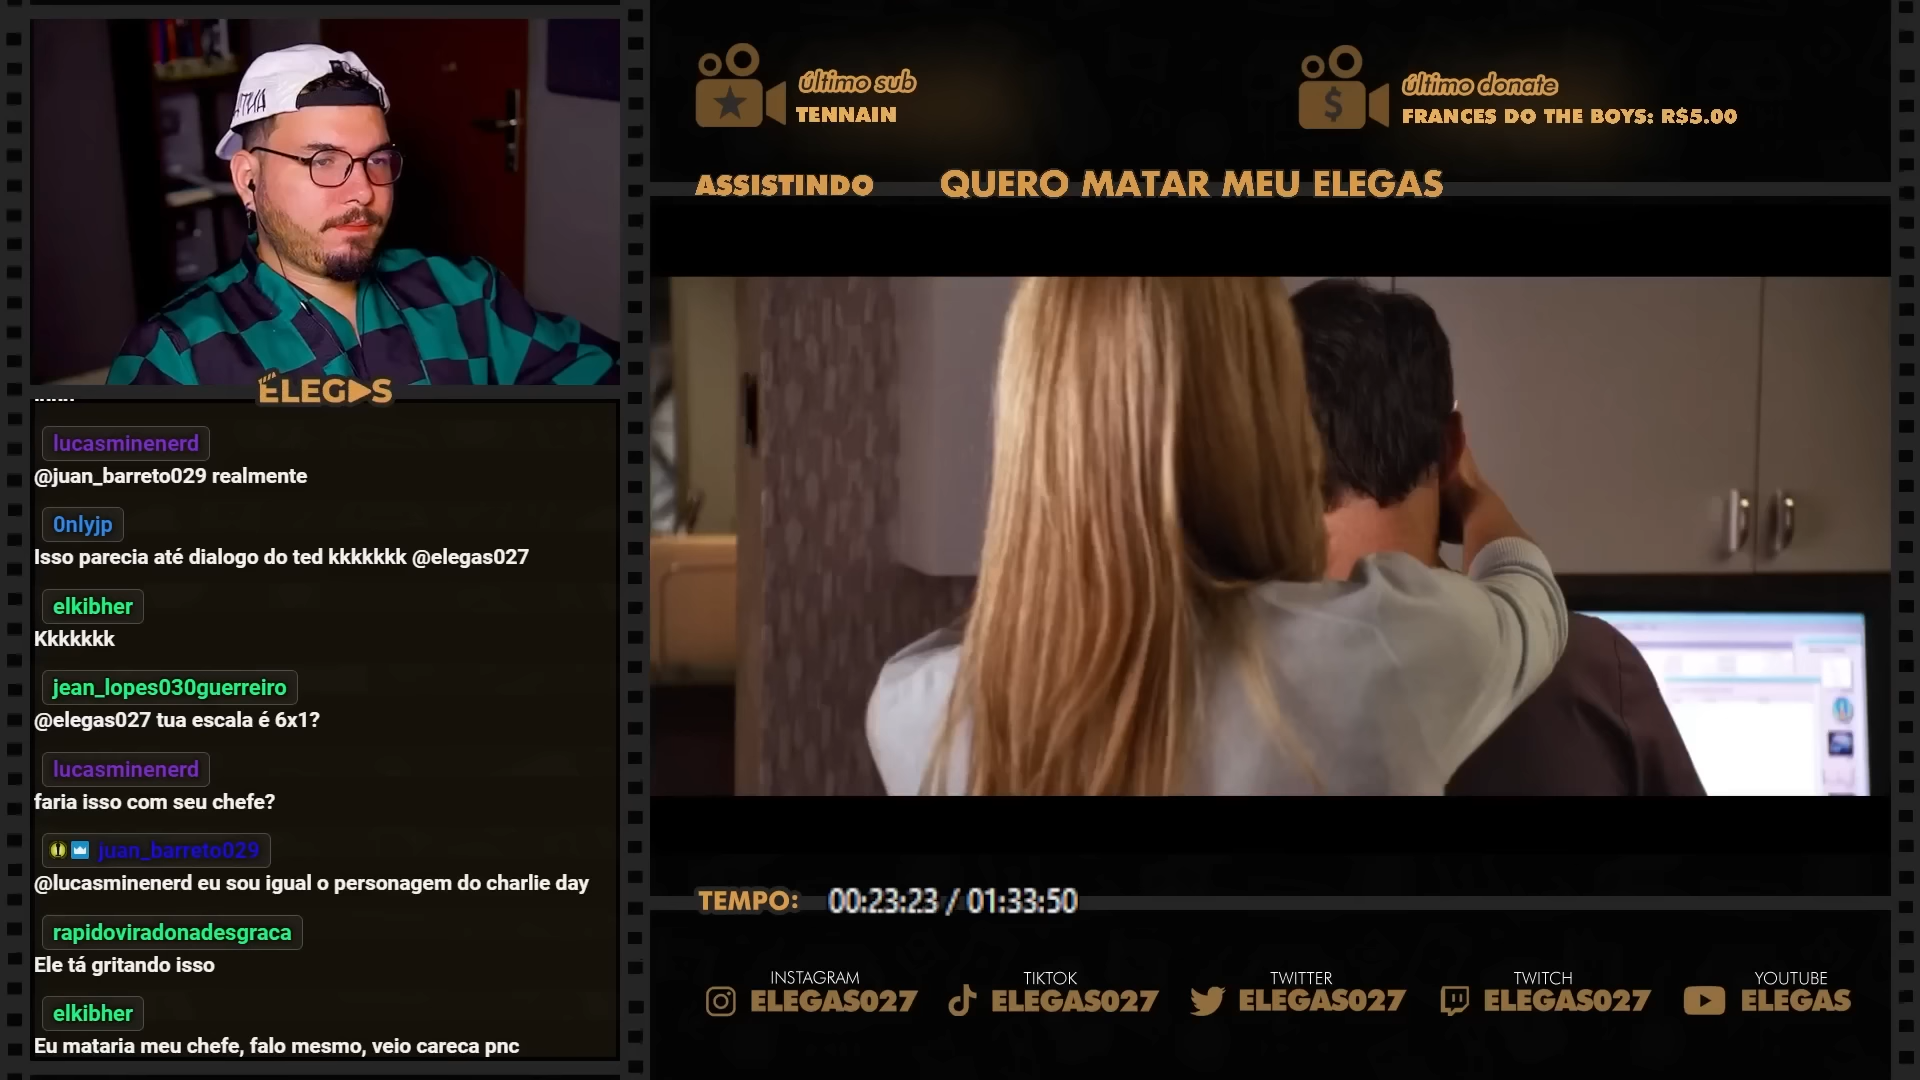 último sub
TENNAIN
último donate
FRANCES DO THE BOYS: R$5.00
ASSISTINDO
QUERO MATAR MEU ELEGAS
ELEGAS
lucasminenerd
@juan_barreto029 realmente
0nlyjp
Isso parecia até dialogo do ted kkkkkkk @elegas027
elkibher
Kkkkkkk
jean_lopes030guerreiro
@elegas027 tua escala é 6x1?
lucasminenerd
faria isso com seu chefe?
juan_barreto029
@lucasminenerd eu sou igual o personagem do charlie day
rapidoviradonadesgraca
Ele tá gritando isso
elkibher
Eu mataria meu chefe, falo mesmo, veio careca pnc
TEMPO:
00:23:23 / 01:33:50
INSTAGRAM
ELEGAS027
TIKTOK
ELEGAS027
TWITTER
ELEGAS027
TWITCH
ELEGAS027
YOUTUBE
ELEGAS